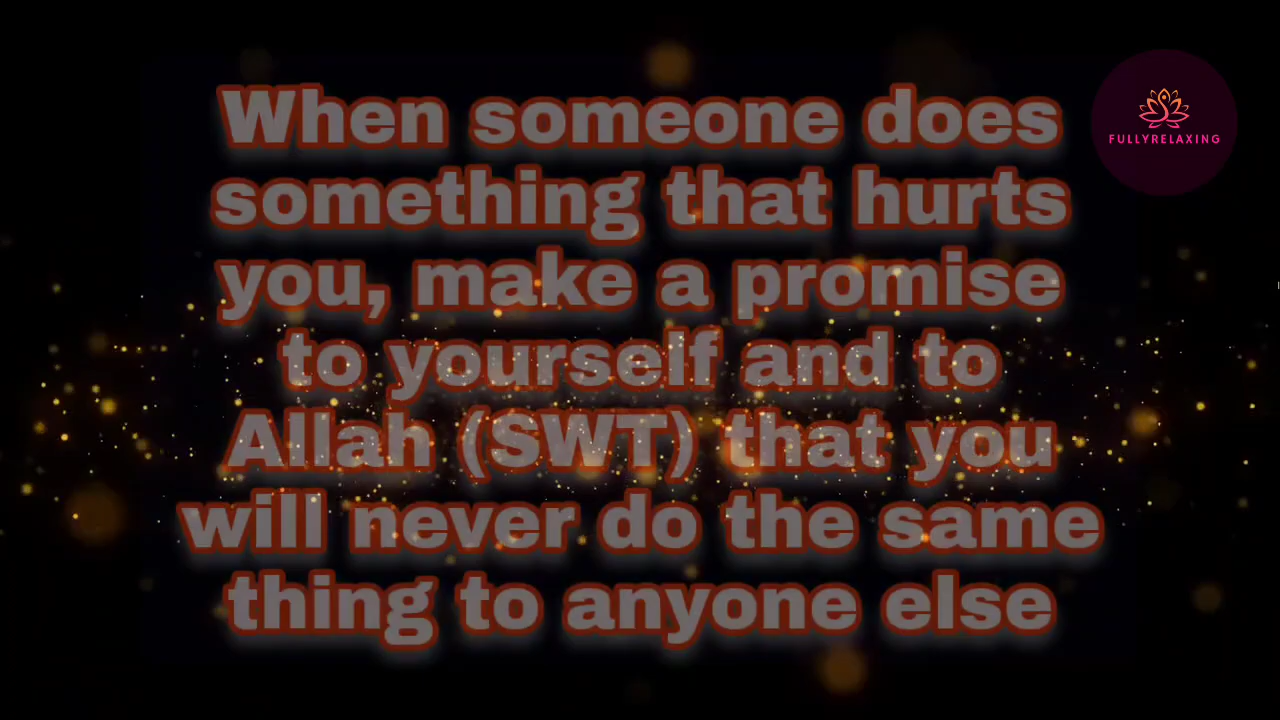 When someone does
something that hurts
you, make a promise
to yourself and to
Allah (SWT) that you
will never do the same
thing to anyone else
FULLYRELAXING